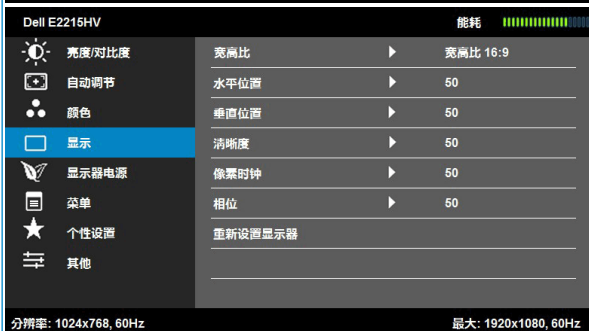 Dell E2215HV 能耗
亮度/对比度 宽高比 宽高比 16:9
自动调节 水平位置 50
颜色 垂直位置 50
显示 清晰度 50
显示器电源 像素时钟 50
菜单 相位 50
个性设置 重新设置显示器
其他
分辨率: 1024x768, 60Hz 最大: 1920x1080, 60Hz